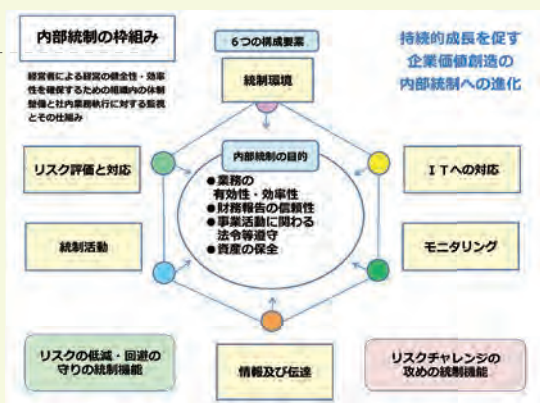 内部統制の枠組み
経営者による経営の健全性・効率
性を確保するための組織内の体制
整備と社内業務執行に対する監視
とその仕組み
6つの構成要素
統制環境
持続的成長を促す
企業価値創造の
内部統制への進化
内部統制の目的
●業務の
有効性・効率性
●財務報告の信頼性
●事業活動に関わる
法令等遵守
●資産の保全
リスク評価と対応
ITへの対応
統制活動
モニタリング
リスクの低減・回避の
守りの統制機能
情報及び伝達
リスクチャレンジの
攻めの統制機能